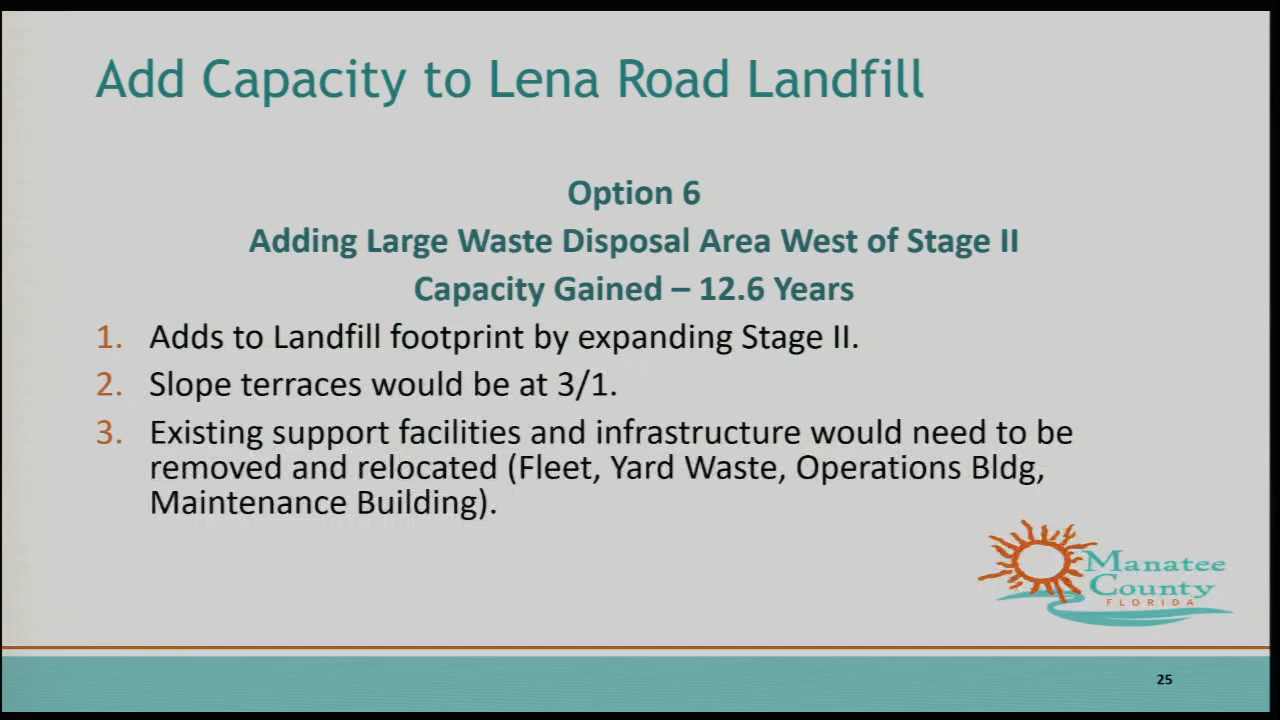 Add Capacity to Lena Road Landfill
Option 6
Adding Large Waste Disposal Area West of Stage II
Capacity Gained – 12.6 Years
1. Adds to Landfill footprint by expanding Stage II.
2. Slope terraces would be at 3/1.
3. Existing support facilities and infrastructure would need to be
removed and relocated (Fleet, Yard Waste, Operations Bldg,
Maintenance Building).
Manatee
County
FLORIDA
25